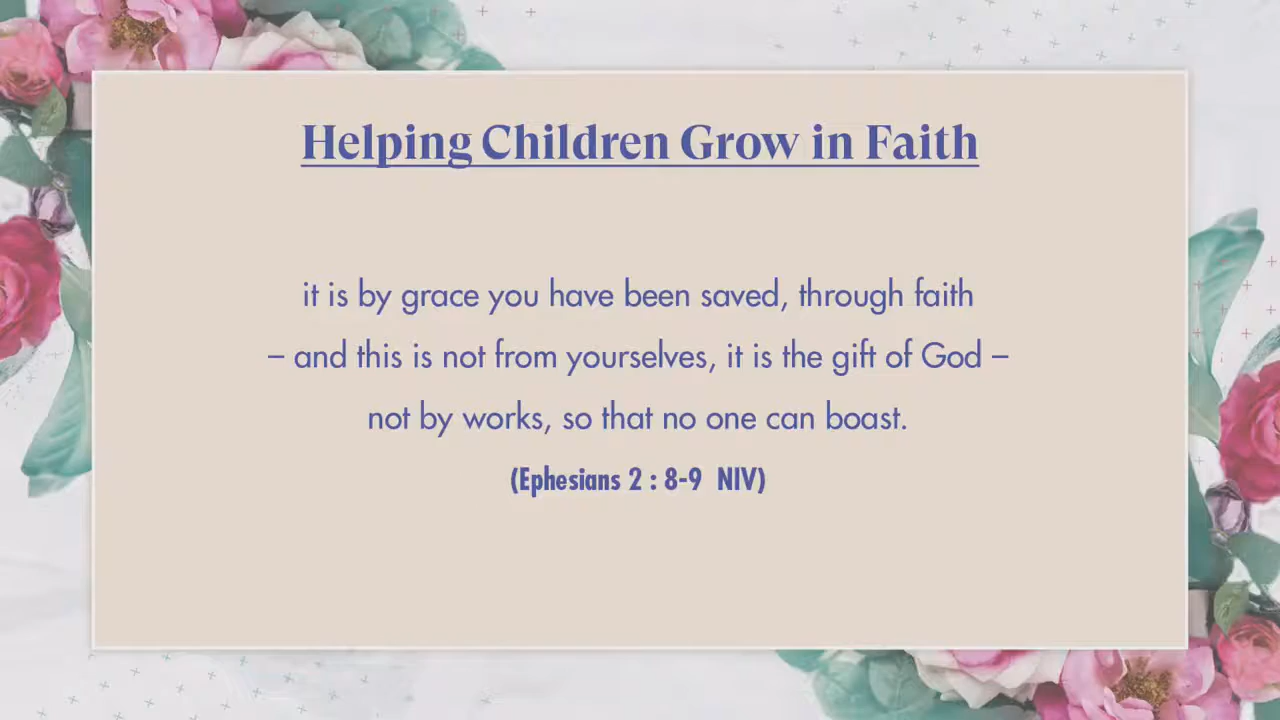 Helping Children Grow in Faith
it is by grace you have been saved, through faith
– and this is not from yourselves, it is the gift of God –
not by works, so that no one can boast.
(Ephesians 2 : 8-9 NIV)